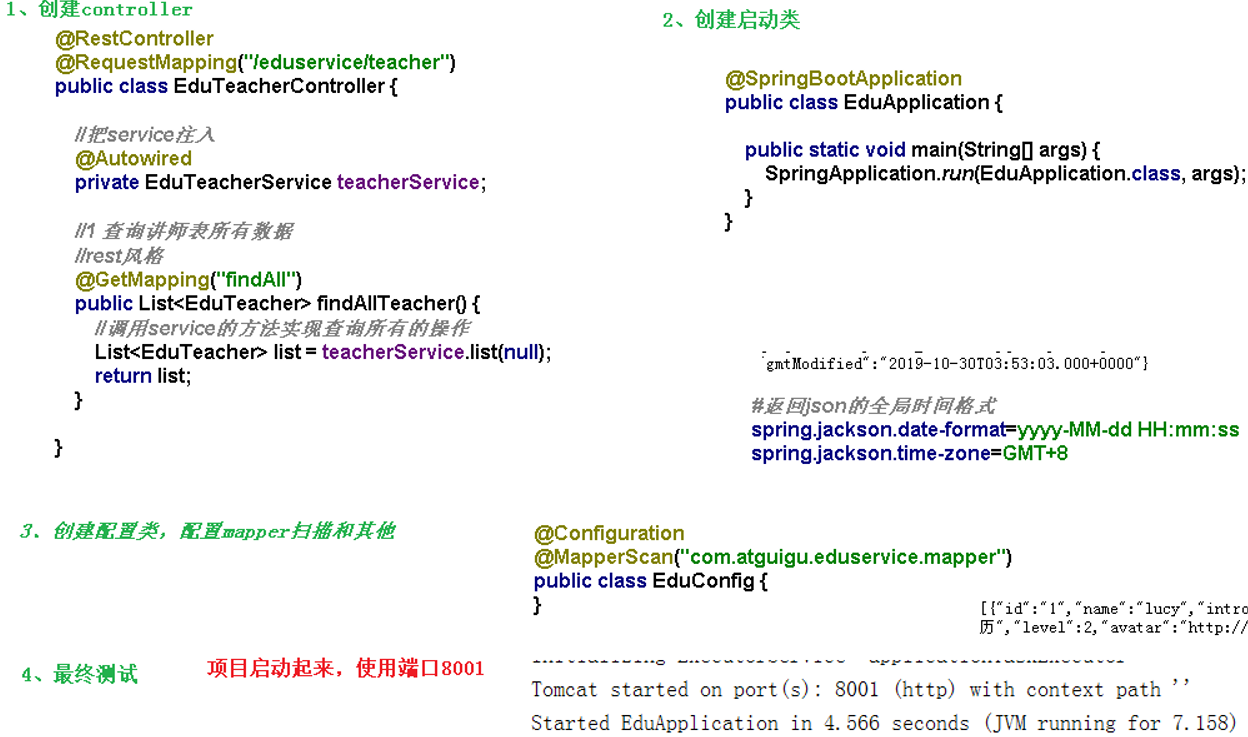 1、创建controller
@RestController
@RequestMapping("/eduservice/teacher")
public class EduTeacherController {
//把service注入
@Autowired
private EduTeacherService teacherService;
//1 查询讲师表所有数据
//rest风格
@GetMapping("findAll")
public List<EduTeacher> findAllTeacher() {
//调用service的方法实现查询所有的操作
List<EduTeacher> list = teacherService.list(null);
return list;
}
}
2、创建启动类
@SpringBootApplication
public class EduApplication {
public static void main(String[] args) {
SpringApplication.run(EduApplication.class, args);
}
}
"gmtModified":"2019-10-30T03:53:03.000+0000"}
#返回json的全局时间格式
spring.jackson.date-format=yyyy-MM-dd HH:mm:ss
spring.jackson.time-zone=GMT+8
3、创建配置类，配置mapper扫描和其他
@Configuration
@MapperScan("com.atguigu.eduservice.mapper")
public class EduConfig {
}
[{"id":"1","name":"lucy","intro
历","level":2,"avatar":"http://
4、最终测试
项目启动起来，使用端口8001
Tomcat started on port(s): 8001 (http) with context path ''
Started EduApplication in 4.566 seconds (JVM running for 7.158)